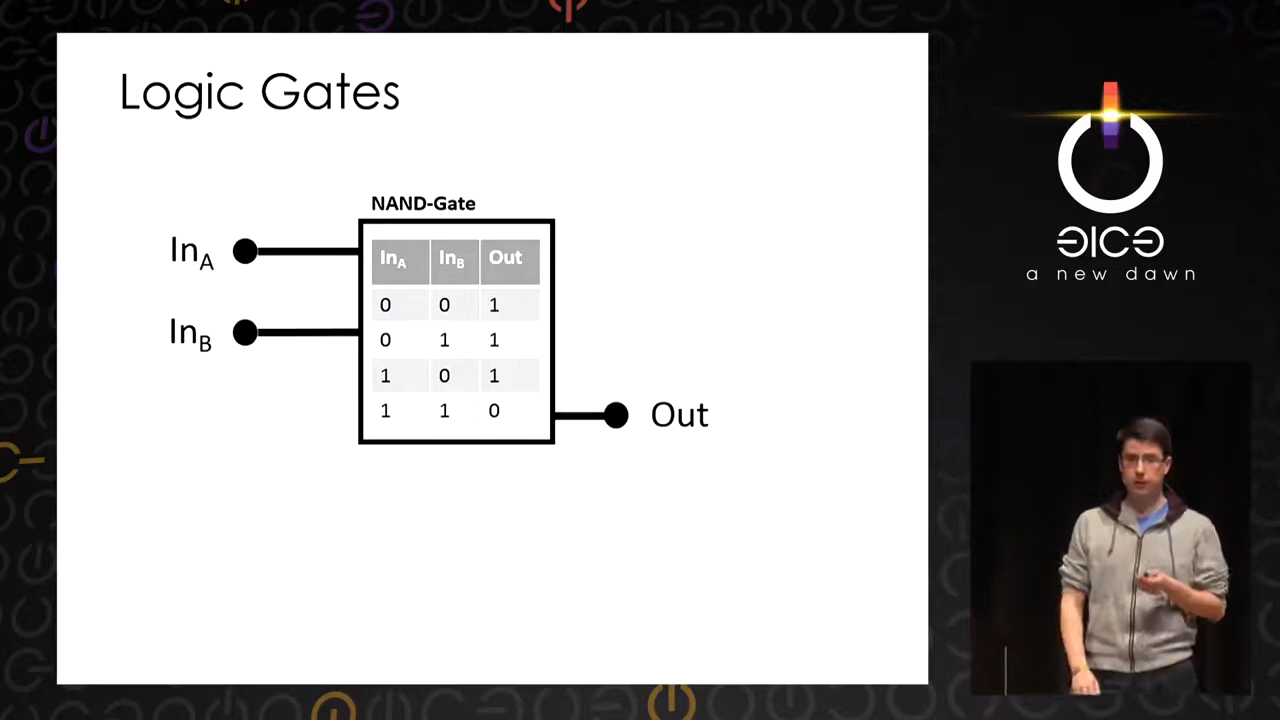 Logic Gates
NAND-Gate
InA
InB
InA InB Out
0 0 1
0 1 1
1 0 1
1 1 0
Out
31C3
a new dawn